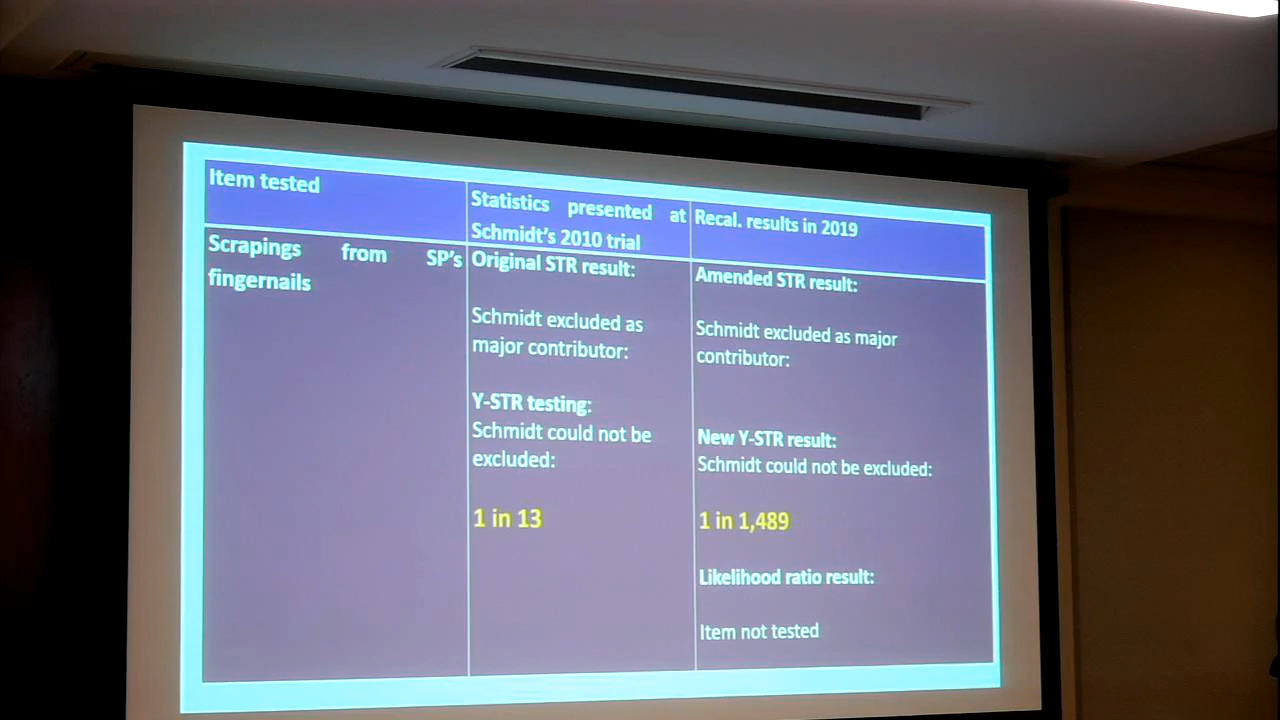 Item tested
Statistics presented at
Schmidt's 2010 trial
Recal. results in 2019
Scrapings from SP's
fingernails
Original STR result:
Schmidt excluded as
major contributor:
Y-STR testing:
Schmidt could not be
excluded:
1 in 13
Amended STR result:
Schmidt excluded as major
contributor:
New Y-STR result:
Schmidt could not be excluded:
1 in 1,489
Likelihood ratio result:
Item not tested